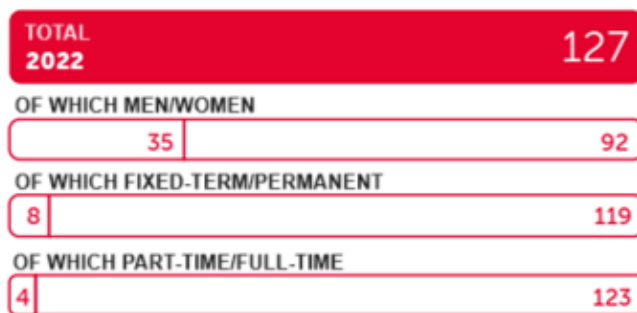 TOTAL
2022
127
OF WHICH MEN/WOMEN
35 92
OF WHICH FIXED-TERM/PERMANENT
8 119
OF WHICH PART-TIME/FULL-TIME
4 123